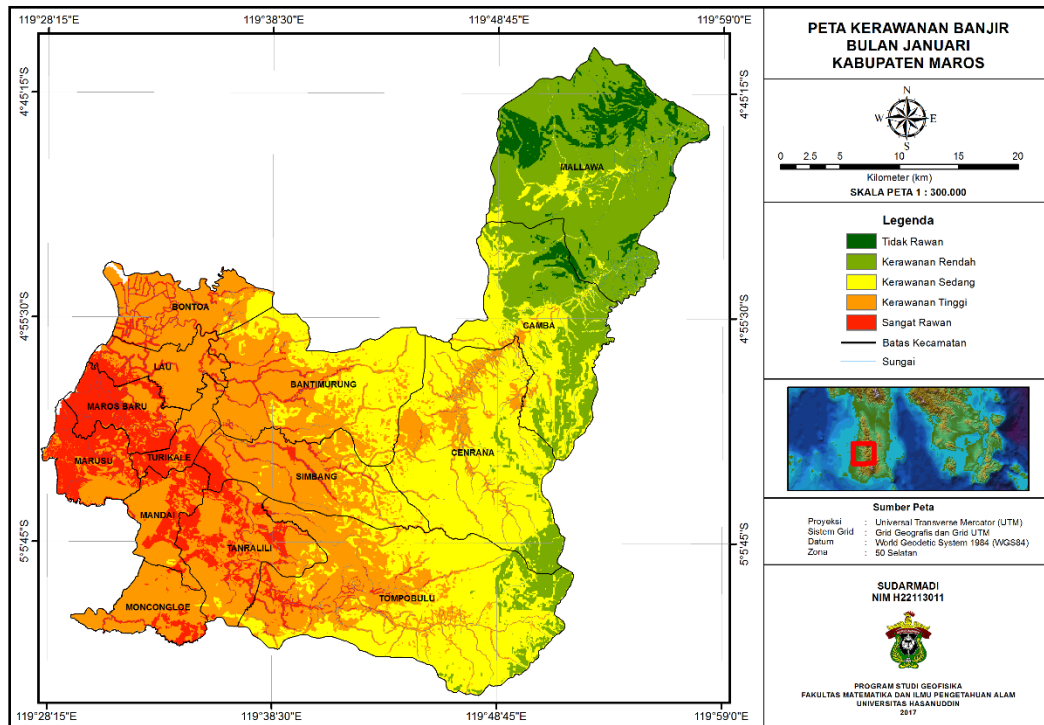 119°28'15"E 119°38'30"E 119°48'45"E 119°59'0"E
4°45'15"S 4°45'15"S
4°55'30"S 4°55'30"S
5°5'45"S 5°5'45"S
119°28'15"E 119°38'30"E 119°48'45"E 119°59'0"E
MALLAWA
CAMBA
BONTOA
LAU
BANTIMURUNG
MAROS BARU
MARUSU
TURIKALE
CENRANA
SIMBANG
MANDAI
TANRALILI
TOMPOBULU
MONCONGLOE
PETA KERAWANAN BANJIR
BULAN JANUARI
KABUPATEN MAROS
N
W E
S
0 2.5 5 10 15 20
Kilometer (km)
SKALA PETA 1 : 300.000
Legenda
Tidak Rawan
Kerawanan Rendah
Kerawanan Sedang
Kerawanan Tinggi
Sangat Rawan
Batas Kecamatan
Sungai
Sumber Peta
Proyeksi : Universal Transverse Mercator (UTM)
Sistem Grid : Grid Geografis dan Grid UTM
Datum : World Geodetic System 1984 (WGS84)
Zona : 50 Selatan
SUDARMADI
NIM H22113011
PROGRAM STUDI GEOFISIKA
FAKULTAS MATEMATIKA DAN ILMU PENGETAHUAN ALAM
UNIVERSITAS HASANUDDIN
2017